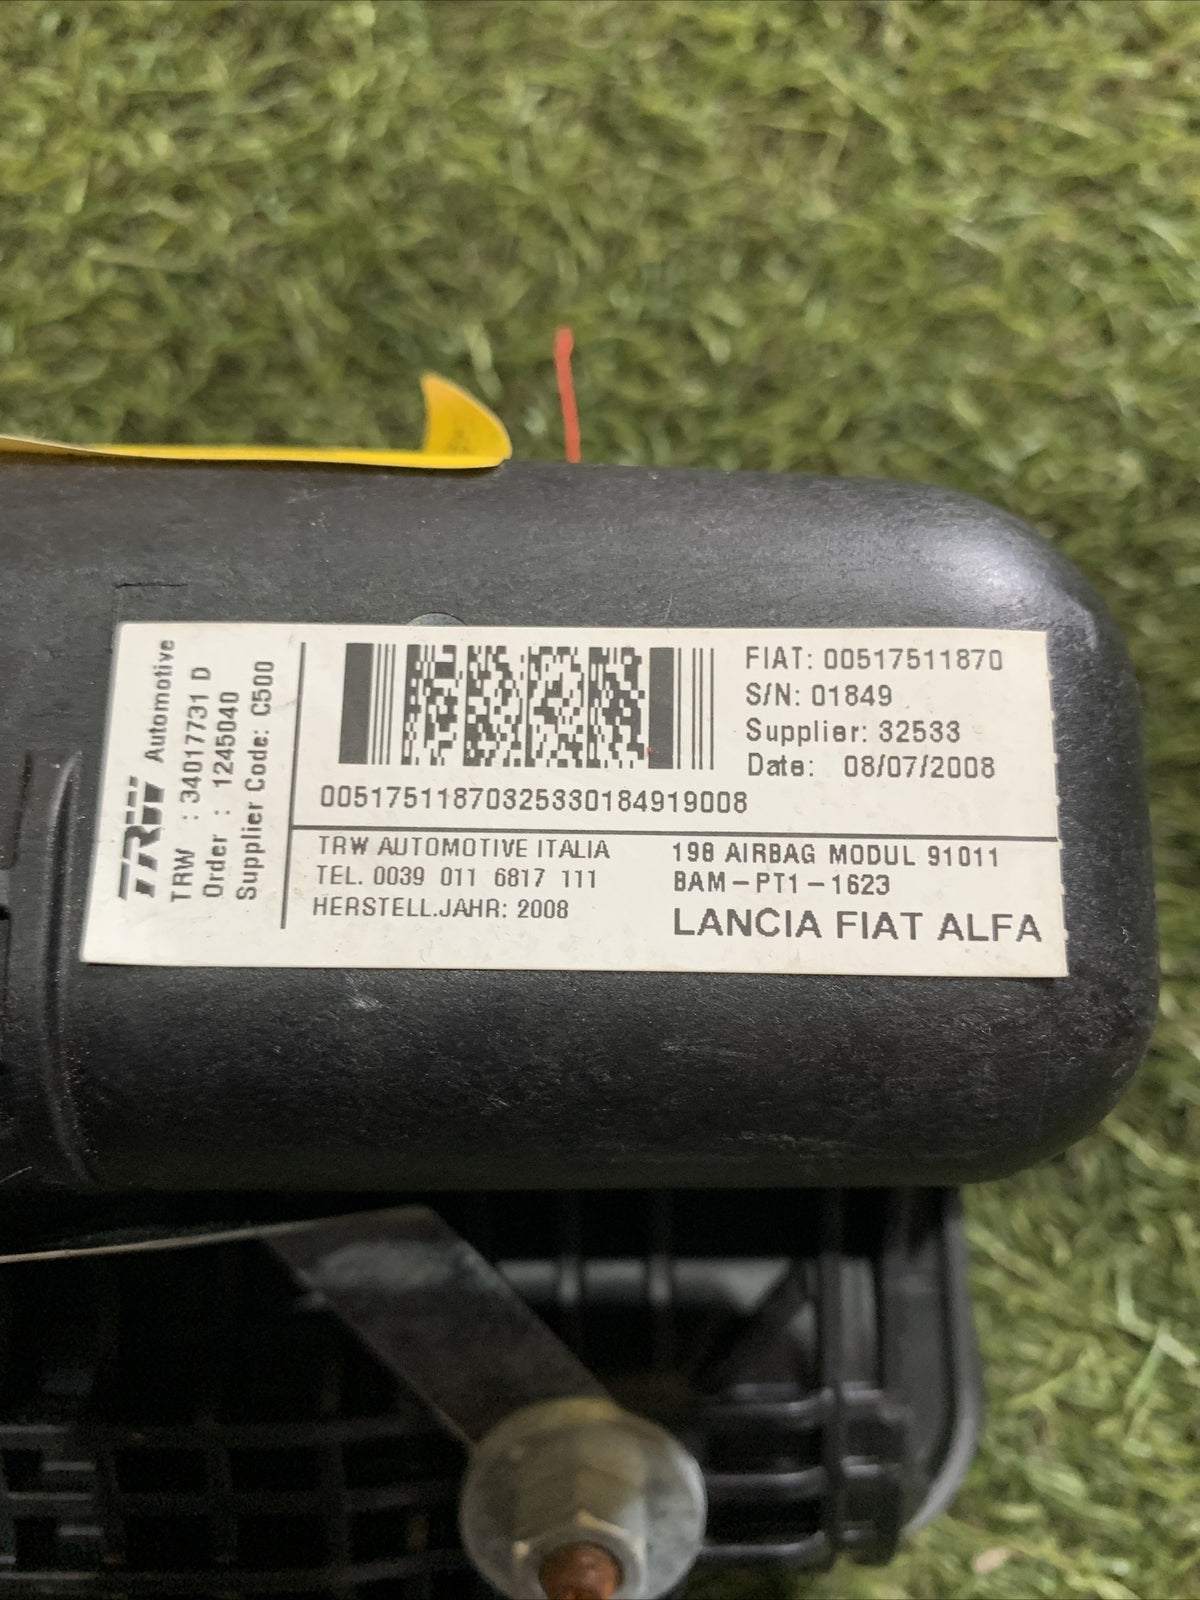 TRW Automotive
TRW : 34017731 D
Order : 1245040
Supplier Code: C500
FIAT: 00517511870
S/N: 01849
Supplier: 32533
Date: 08/07/2008
00517511870325330184919008
TRW AUTOMOTIVE ITALIA
TEL. 0039 011 6817 111
HERSTELL.JAHR: 2008
198 AIRBAG MODUL 91011
BAM-PT1-1623
LANCIA FIAT ALFA